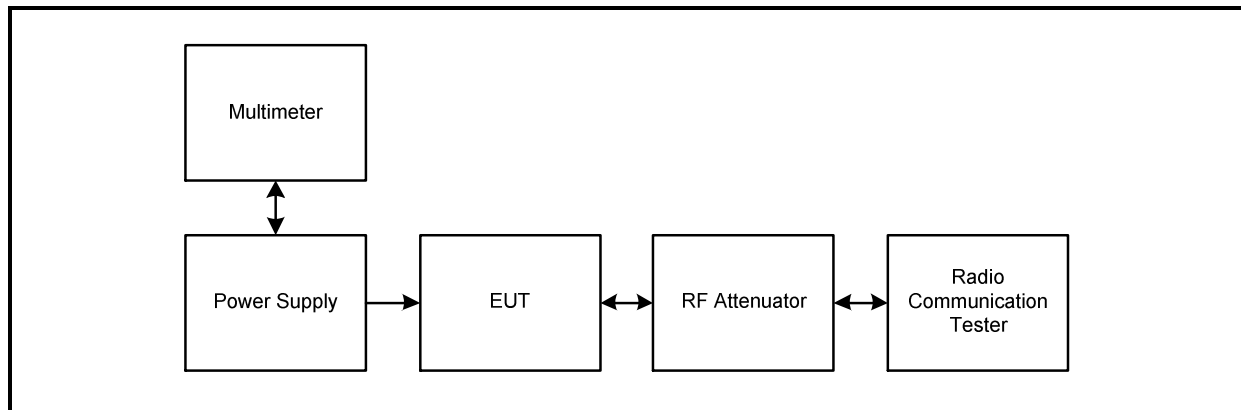 Multimeter
Power Supply
EUT
RF Attenuator
Radio
Communication
Tester